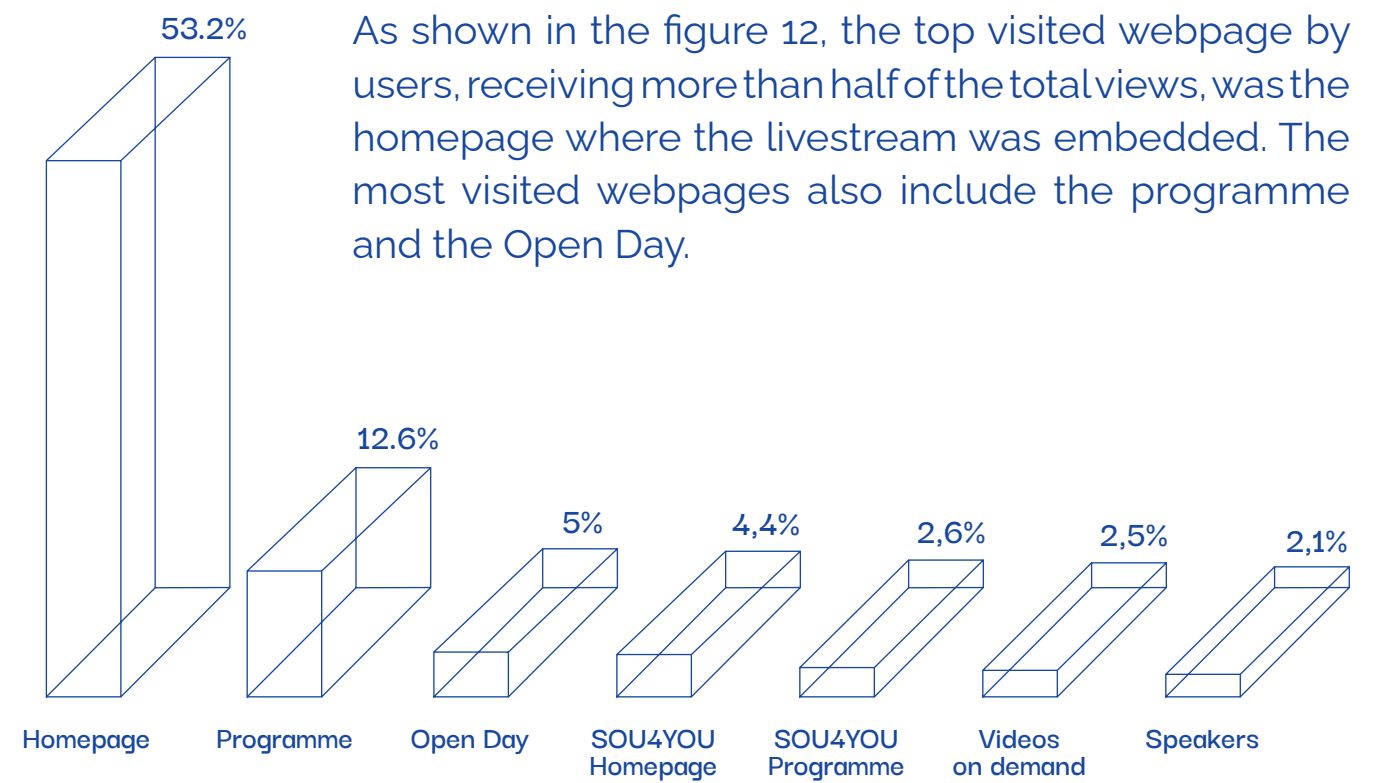 53.2%
As shown in the figure 12, the top visited webpage by
users, receiving more than half of the total views, was the
homepage where the livestream was embedded. The
most visited webpages also include the programme
and the Open Day.
12.6%
5%
4,4%
2,6%
2,5%
2,1%
Homepage
Programme
Open Day
SOU4YOU
Homepage
SOU4YOU
Programme
Videos
on demand
Speakers